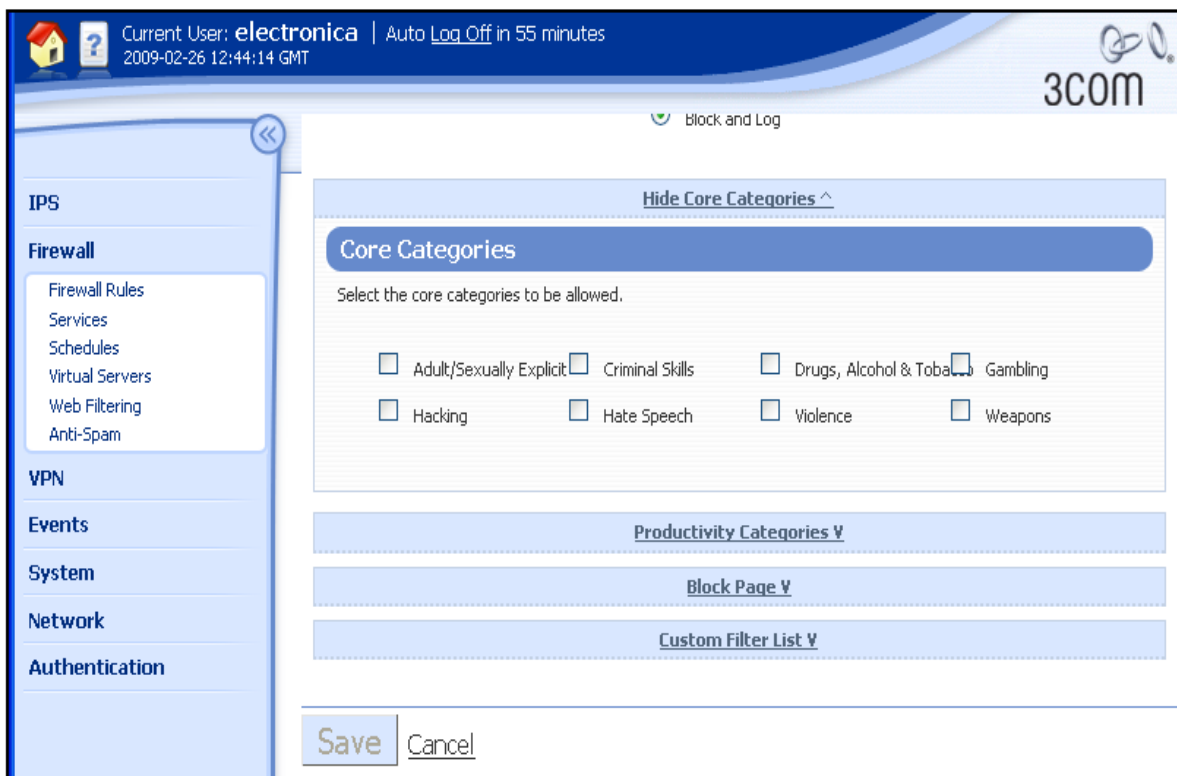 Current User: electronica | Auto Log Off in 55 minutes
2009-02-26 12:44:14 GMT
3COM
Block and Log
IPS
Firewall
Firewall Rules
Services
Schedules
Virtual Servers
Web Filtering
Anti-Spam
VPN
Events
System
Network
Authentication
Hide Core Categories ^
Core Categories
Select the core categories to be allowed.
Adult/Sexually Explicit Criminal Skills Drugs, Alcohol & Tobacco Gambling
Hacking Hate Speech Violence Weapons
Productivity Categories V
Block Page V
Custom Filter List V
Save Cancel